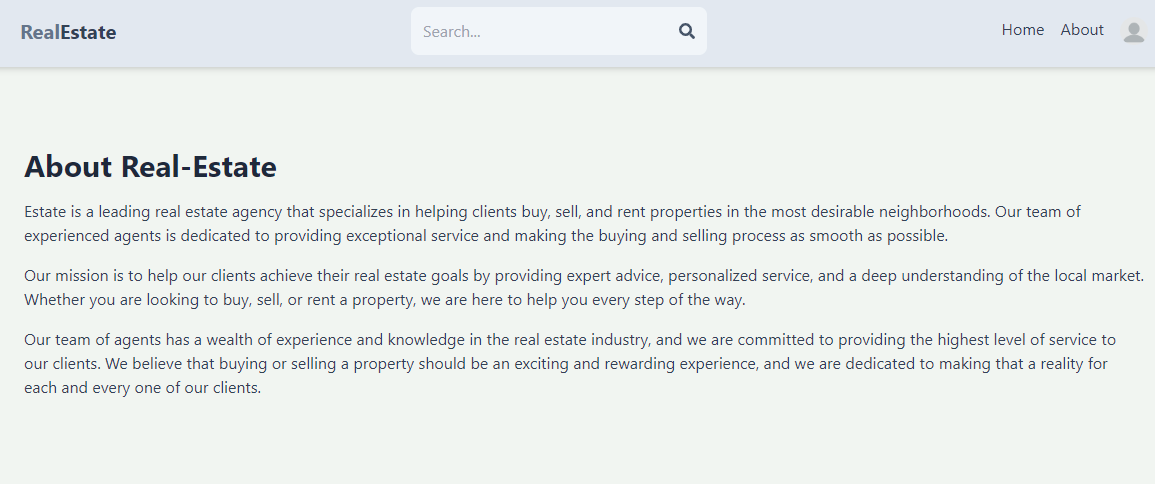 RealEstate
Search...
Home About
About Real-Estate
Estate is a leading real estate agency that specializes in helping clients buy, sell, and rent properties in the most desirable neighborhoods. Our team of
experienced agents is dedicated to providing exceptional service and making the buying and selling process as smooth as possible.
Our mission is to help our clients achieve their real estate goals by providing expert advice, personalized service, and a deep understanding of the local market.
Whether you are looking to buy, sell, or rent a property, we are here to help you every step of the way.
Our team of agents has a wealth of experience and knowledge in the real estate industry, and we are committed to providing the highest level of service to
our clients. We believe that buying or selling a property should be an exciting and rewarding experience, and we are dedicated to making that a reality for
each and every one of our clients.